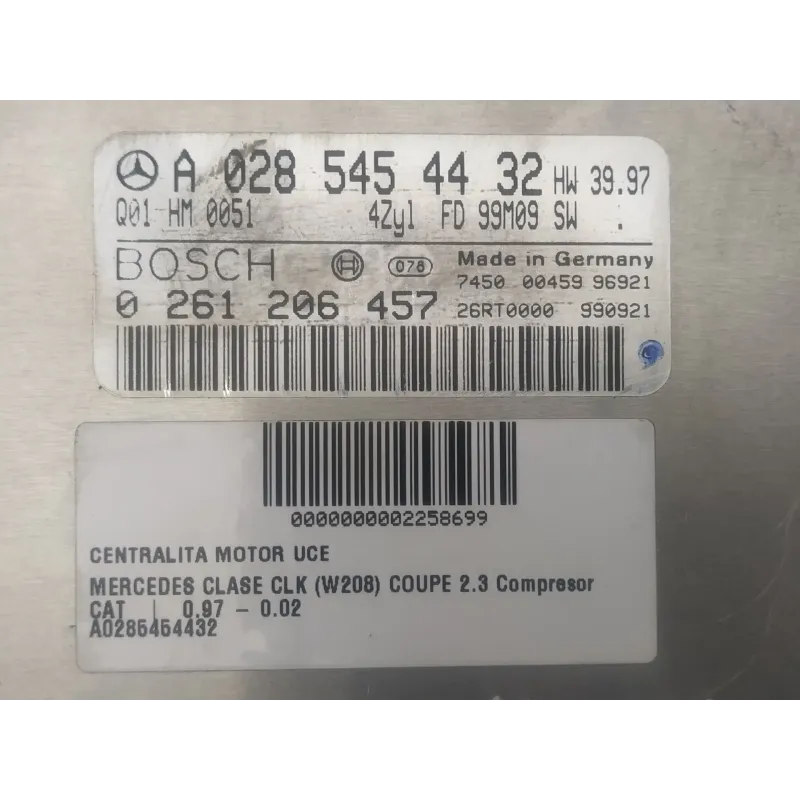 A 028 545 44 32 HW 39.97
Q01 HM 0051 4Zyl FD 99M09 SW .
BOSCH 078 Made in Germany
7450 00459 96921
0 261 206 457 26RT0000 990921
0000000002258699
CENTRALITA MOTOR UCE
MERCEDES CLASE CLK (W208) COUPE 2.3 Compresor
CAT | 0.97 - 0.02
A0285454432